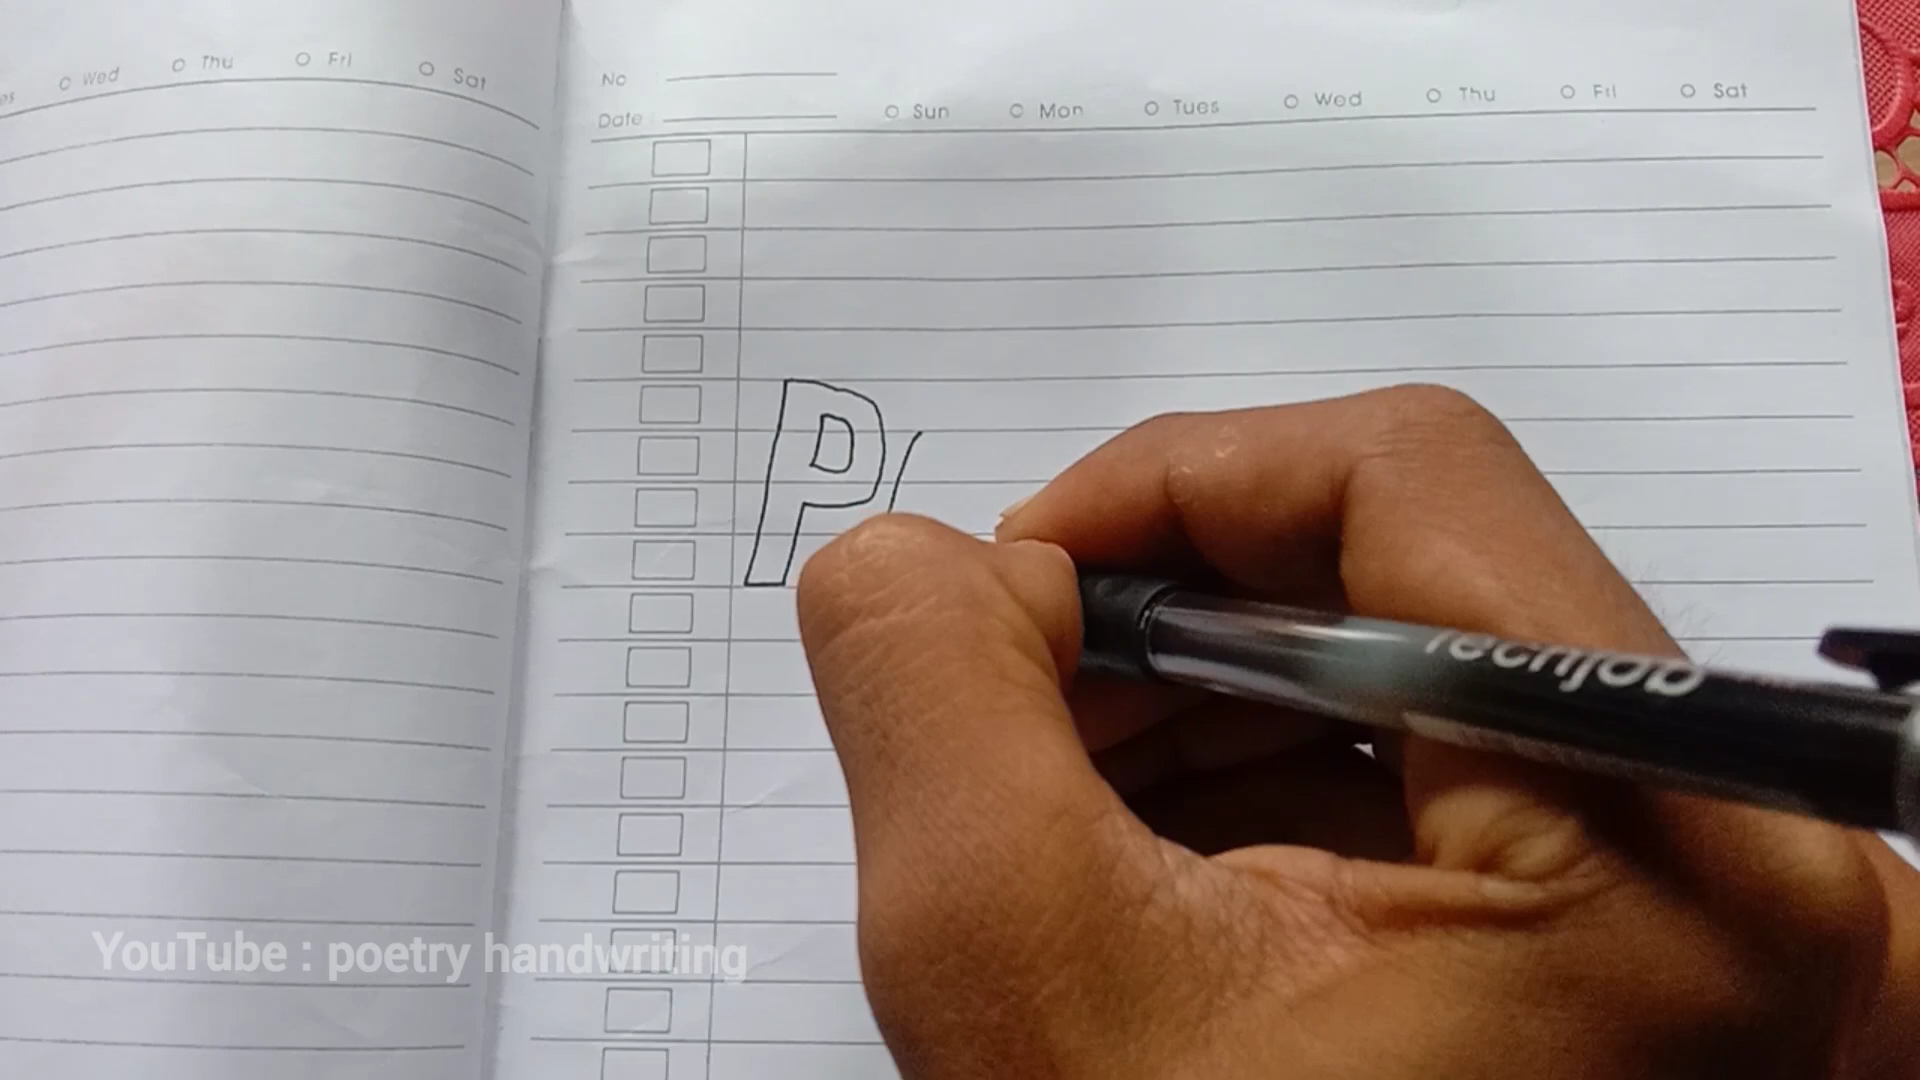 Wed Thu Fri Sat
No
Date Sun Mon Tues Wed Thu Fri Sat
P
Techjob
YouTube : poetry handwriting